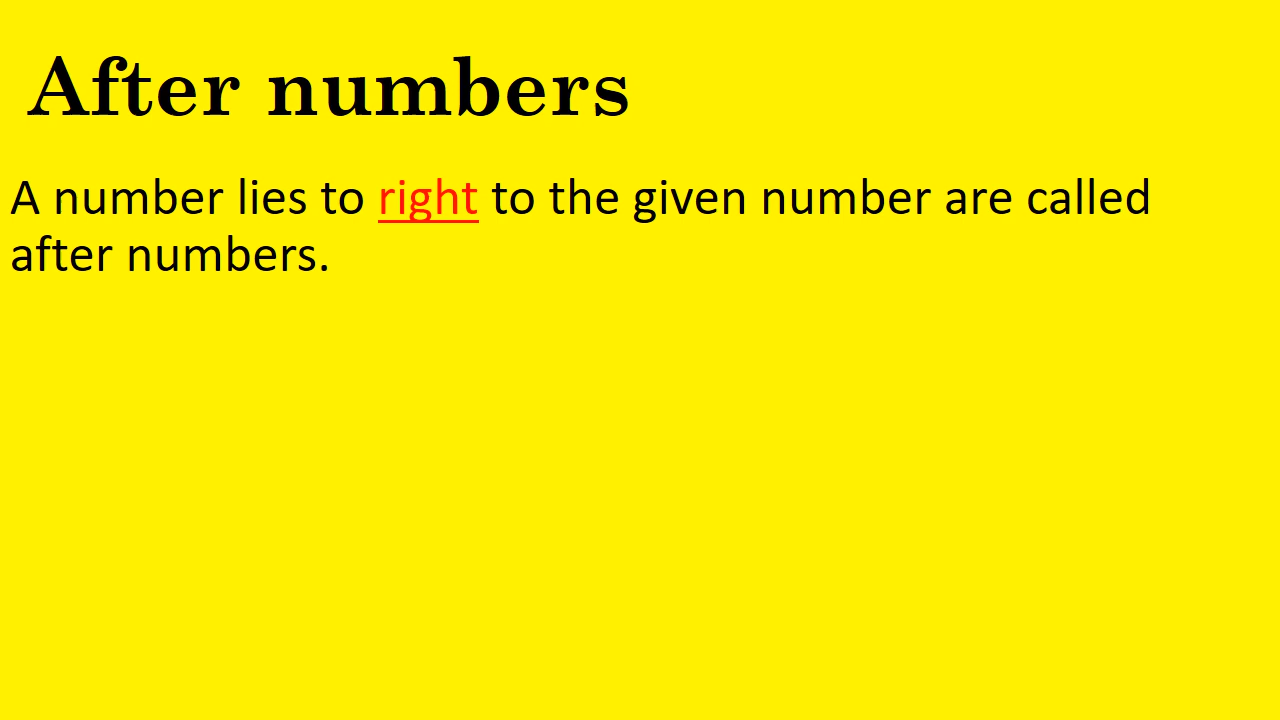 After numbers
A number lies to right to the given number are called
after numbers.